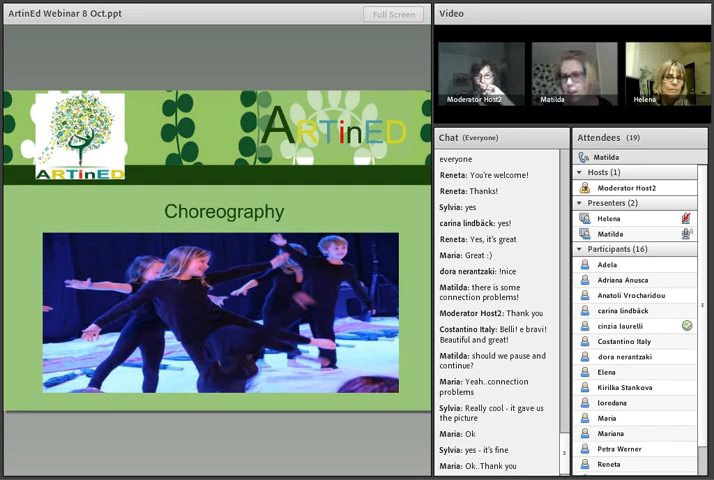 ArtinEd Webinar 8 Oct.ppt
Full Screen
ARTinED
ARTinED
Choreography
Video
Moderator Host2
Matilda
Helena
Chat (Everyone)
everyone
Reneta: You're welcome!
Reneta: Thanks!
Sylvia: yes
carina lindbäck: yes!
Reneta: Yes, it's great
Maria: Great :)
dora nerantzaki: !nice
Matilda: there is some
connection problems!
Moderator Host2: Thank you
Costantino Italy: Belli! e bravi!
Beautiful and great!
Matilda: should we pause and
continue?
Maria: Yeah..connection
problems
Sylvia: Really cool - it gave us
the picture
Maria: Ok
Sylvia: yes - it's fine
Maria: Ok..Thank you
Attendees (19)
Matilda
Hosts (1)
Moderator Host2
Presenters (2)
Helena
Matilda
Participants (16)
Adela
Adriana Anusca
Anatoli Vrocharidou
carina lindbäck
cinzia laurelli
Costantino Italy
dora nerantzaki
Elena
Kirilka Stankova
loredana
Maria
Mariana
Petra Werner
Reneta